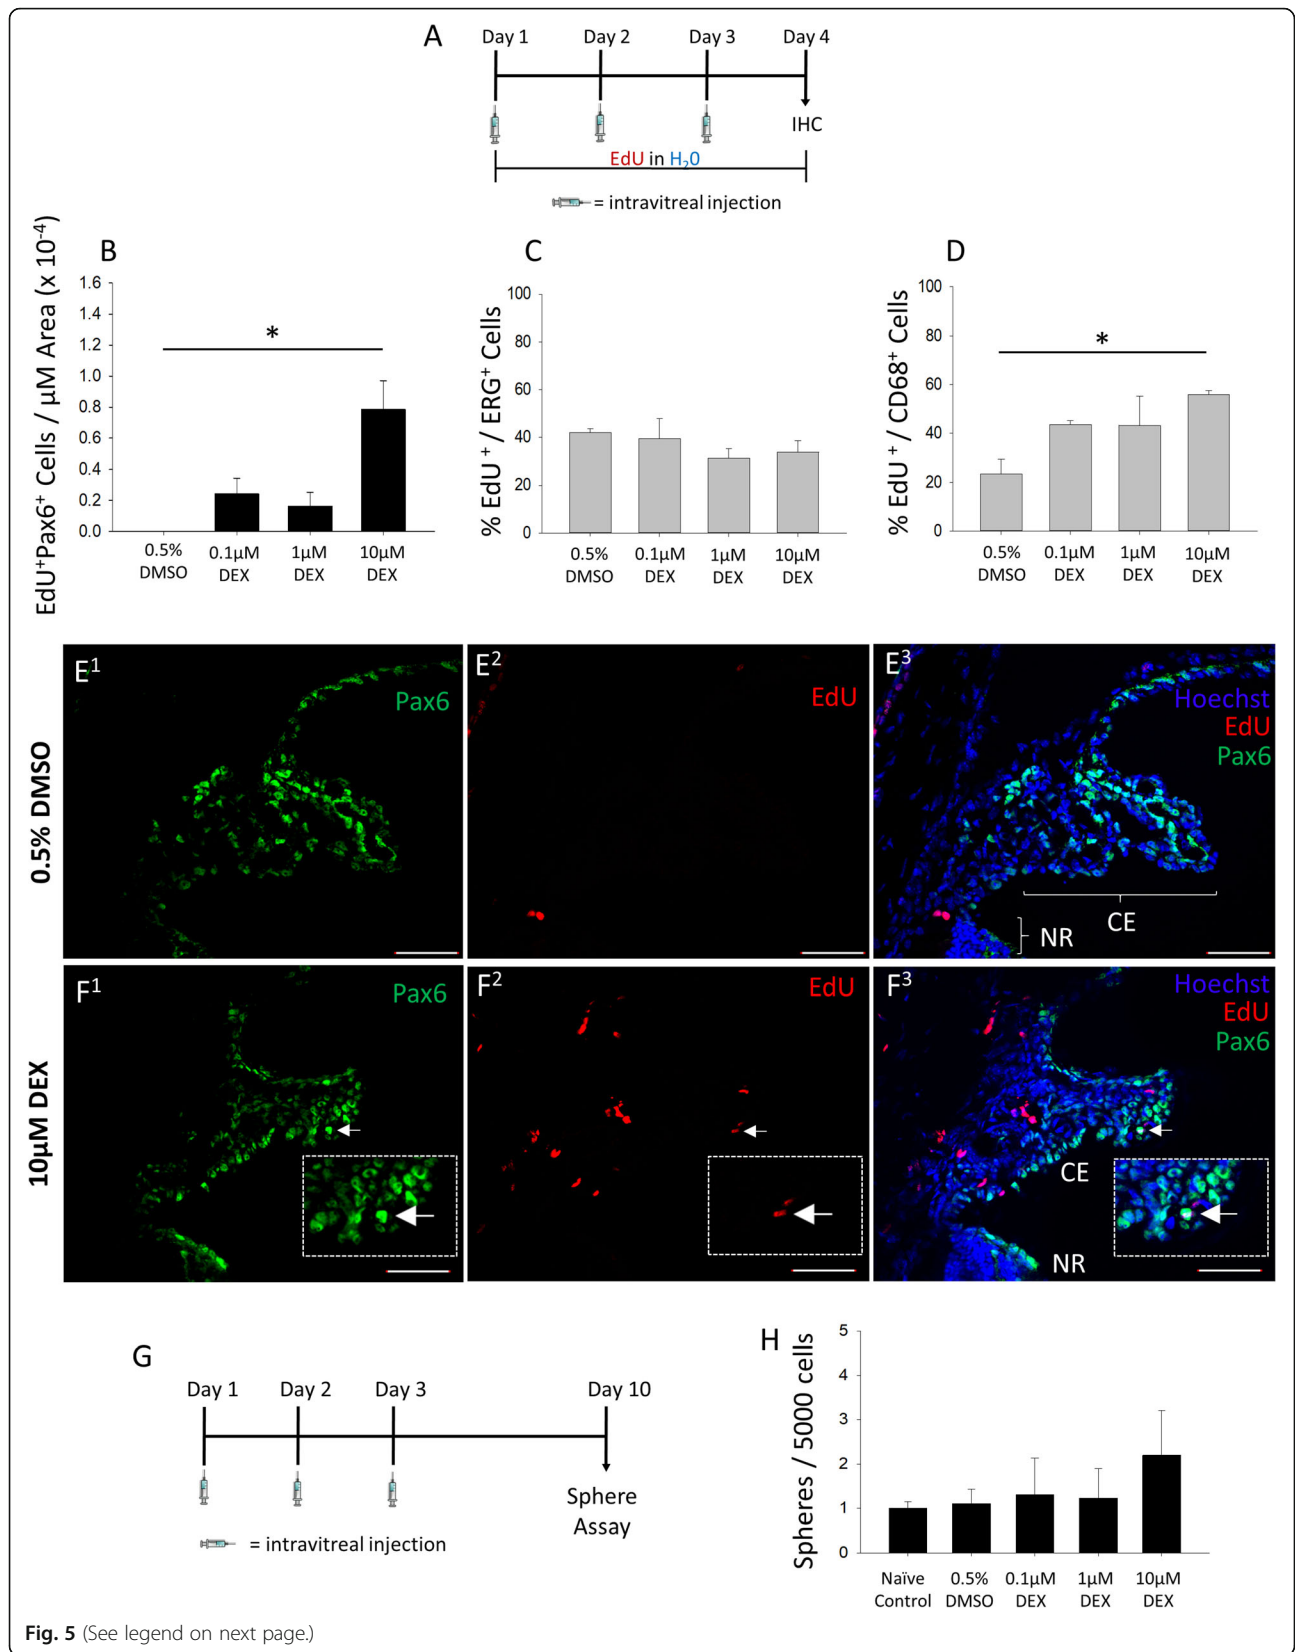 A
Day 1 Day 2 Day 3 Day 4
IHC
EdU in H₂0
= intravitreal injection
B
EdU⁺Pax6⁺ Cells / μM Area (x 10⁻⁴)
1.6
1.4
1.2
1.0
0.8
0.6
0.4
0.2
0.0
*
0.5% DMSO
0.1μM DEX
1μM DEX
10μM DEX
C
% EdU⁺ / ERG⁺ Cells
100
80
60
40
20
0
0.5% DMSO
0.1μM DEX
1μM DEX
10μM DEX
D
% EdU⁺ / CD68⁺ Cells
100
80
60
40
20
0
*
0.5% DMSO
0.1μM DEX
1μM DEX
10μM DEX
0.5% DMSO
E¹
Pax6
E²
EdU
E³
Hoechst
EdU
Pax6
CE
NR
10μM DEX
F¹
Pax6
F²
EdU
F³
Hoechst
EdU
Pax6
CE
NR
G
Day 1 Day 2 Day 3 Day 10
Sphere
Assay
= intravitreal injection
H
Spheres / 5000 cells
5
4
3
2
1
0
Naïve Control
0.5% DMSO
0.1μM DEX
1μM DEX
10μM DEX
Fig. 5 (See legend on next page.)